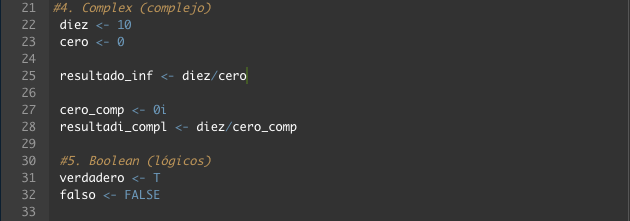 21 #4. Complex (complejo)
22 diez <- 10
23 cero <- 0
24
25 resultado_inf <- diez/cero
26
27 cero_comp <- 0i
28 resultadi_compl <- diez/cero_comp
29
30 #5. Boolean (lógicos)
31 verdadero <- T
32 falso <- FALSE
33